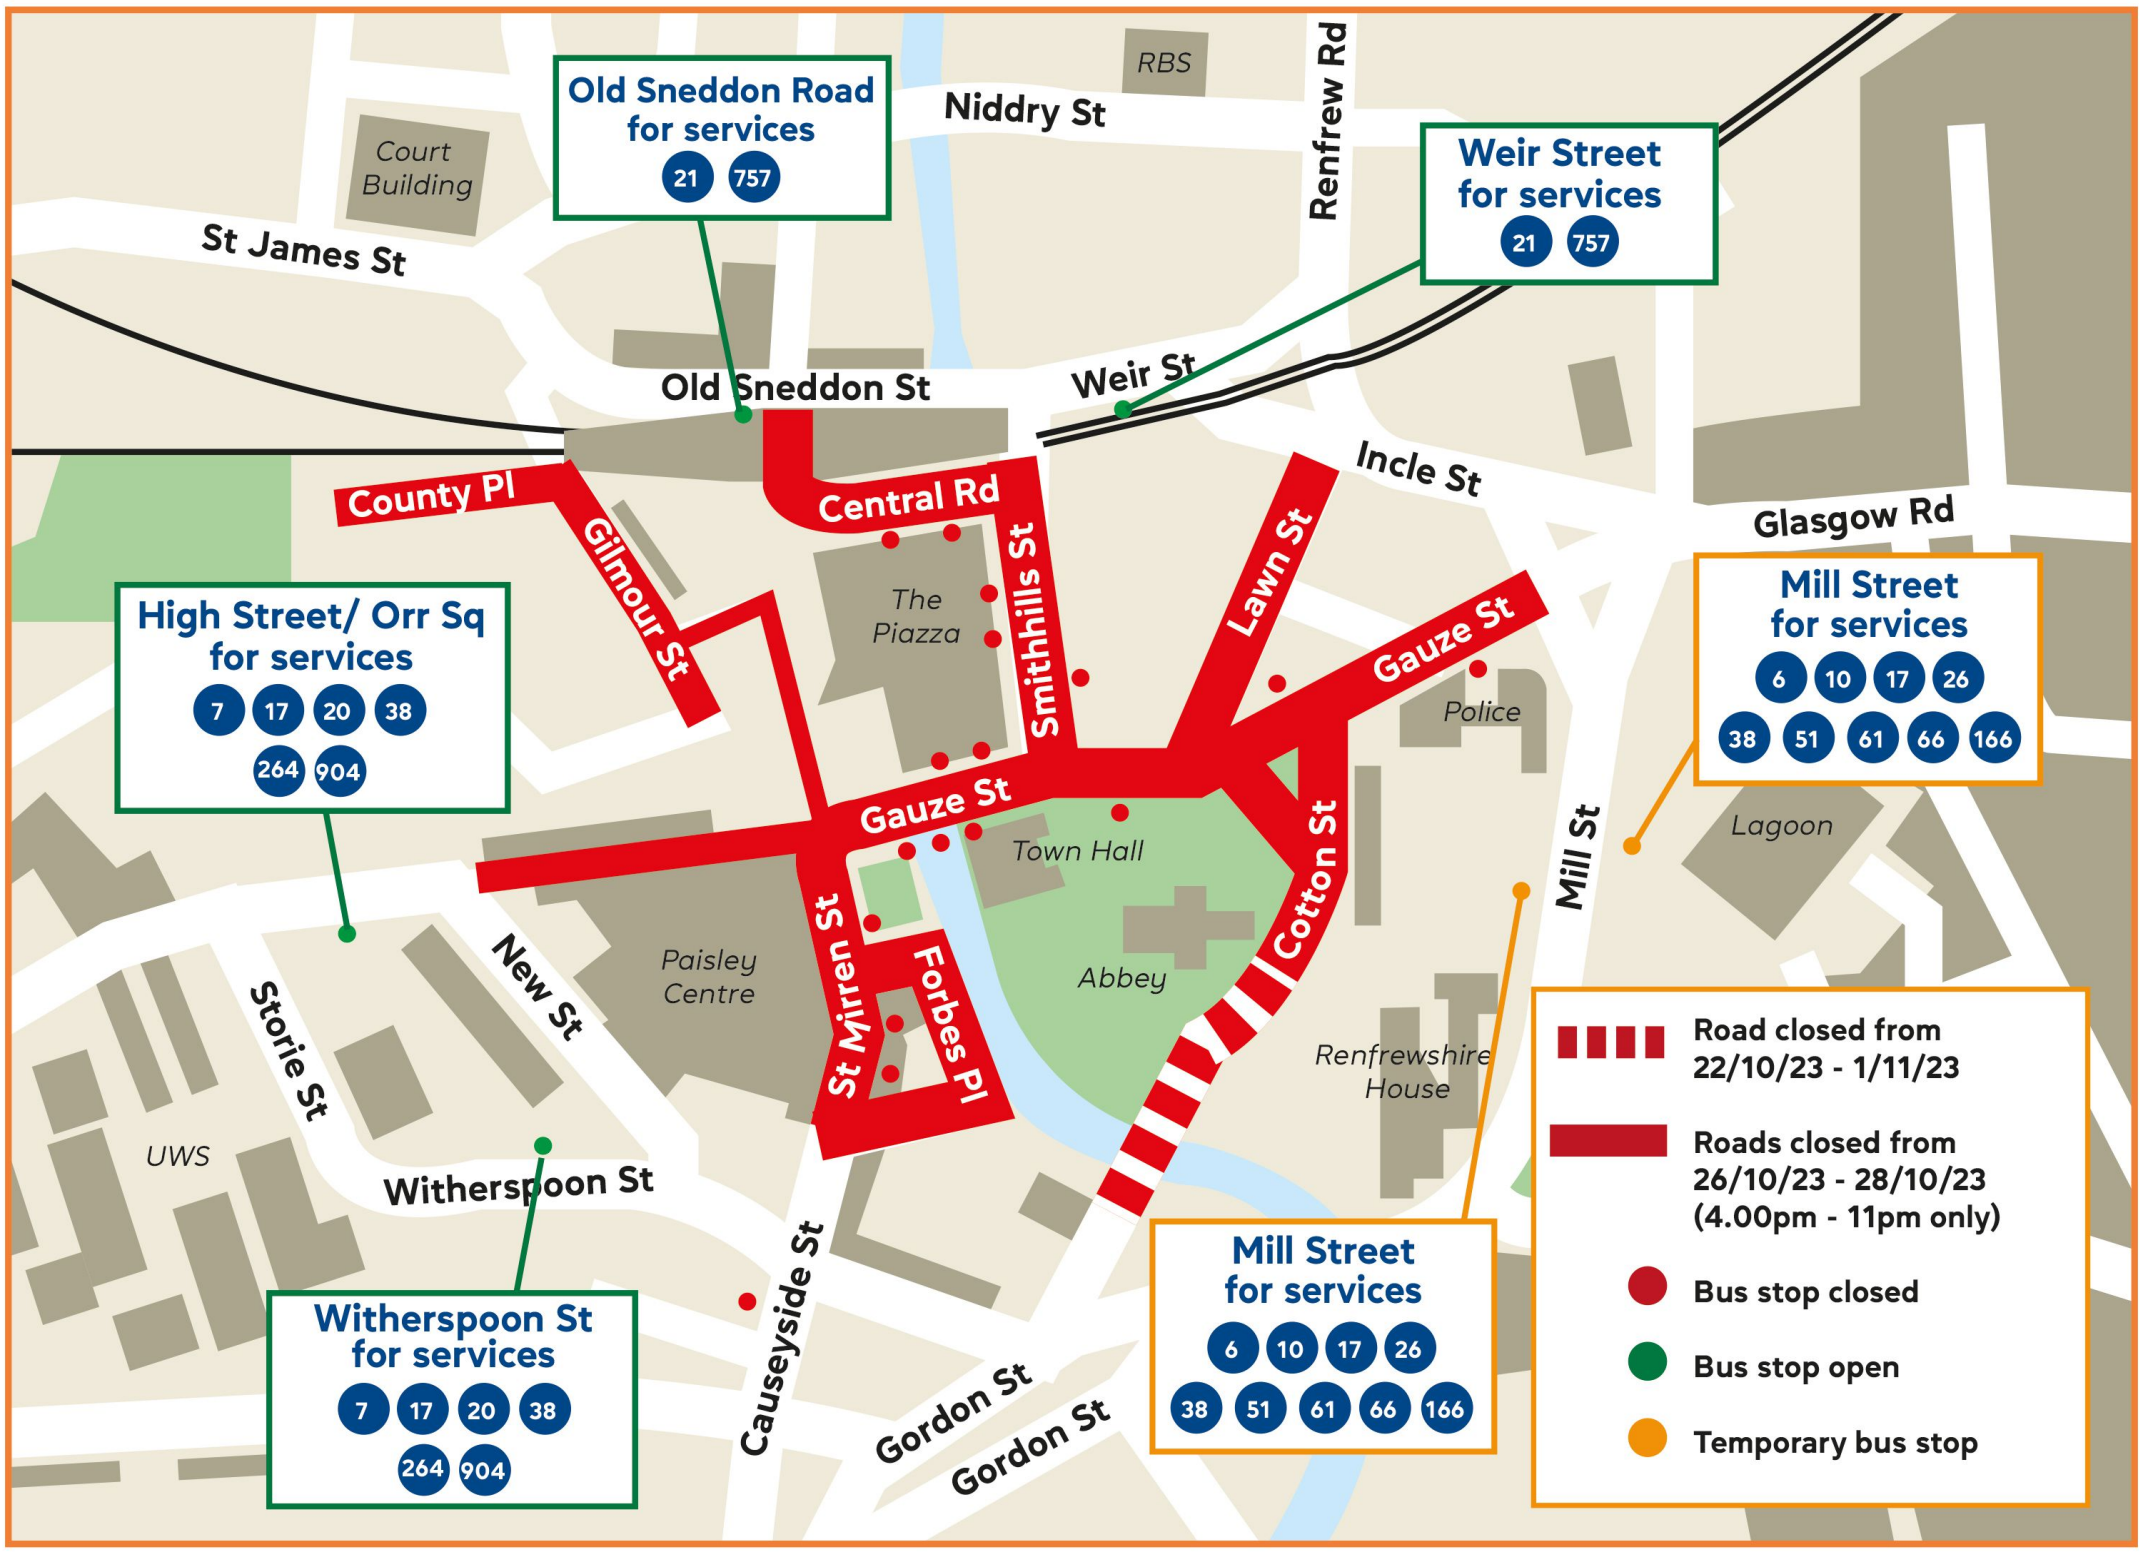 RBS
Renfrew Rd
Old Sneddon Road
for services
21 757
Niddry St
Court
Building
Weir Street
for services
21 757
St James St
Old Sneddon St
Weir St
Incle St
County Pl
Central Rd
Glasgow Rd
Gilmour St
Smithhills St
Lawn St
The
Piazza
Gauze St
Police
High Street/ Orr Sq
for services
7 17 20 38
264 904
Mill Street
for services
6 10 17 26
38 51 61 66 166
Gauze St
Town Hall
Cotton St
Mill St
Lagoon
Paisley
Centre
St Mirren St
Forbes Pl
Abbey
New St
Storie St
Renfrewshire
House
UWS
Witherspoon St
Road closed from
22/10/23 - 1/11/23
Roads closed from
26/10/23 - 28/10/23
(4.00pm - 11pm only)
Bus stop closed
Bus stop open
Temporary bus stop
Witherspoon St
for services
7 17 20 38
264 904
Causeyside St
Mill Street
for services
6 10 17 26
38 51 61 66 166
Gordon St
Gordon St